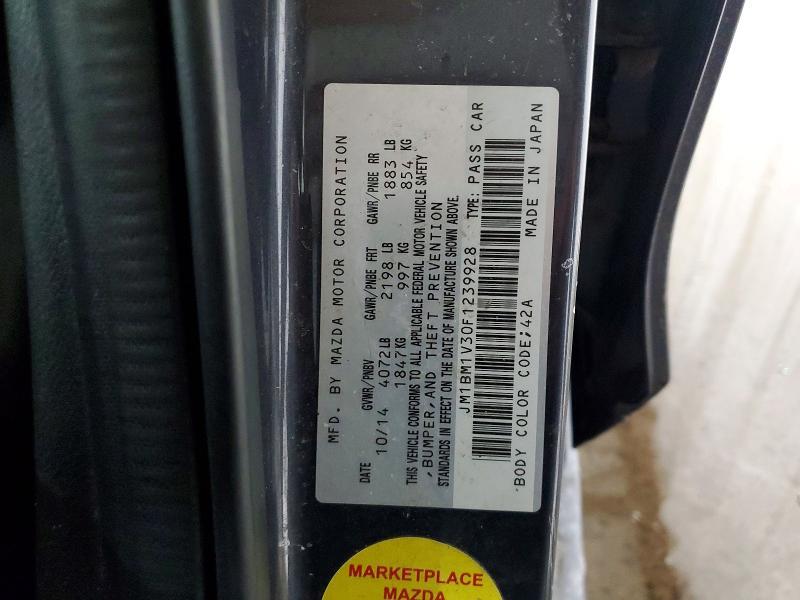 MFD. BY MAZDA MOTOR CORPORATION
DATE GVWR/PNBV GAWR/PNBE FRT GAWR/PNBE RR
10/14 4072LB 2198 LB 1883 LB
1847KG 997 KG 854 KG
THIS VEHICLE CONFORMS TO ALL APPLICABLE FEDERAL MOTOR VEHICLE SAFETY
,BUMPER,AND THEFT PREVENTION
STANDARDS IN EFFECT ON THE DATE OF MANUFACTURE SHOWN ABOVE.
JM1BM1V30F1239928 TYPE: PASS CAR
BODY COLOR CODE;42A MADE IN JAPAN
MARKETPLACE
MAZDA